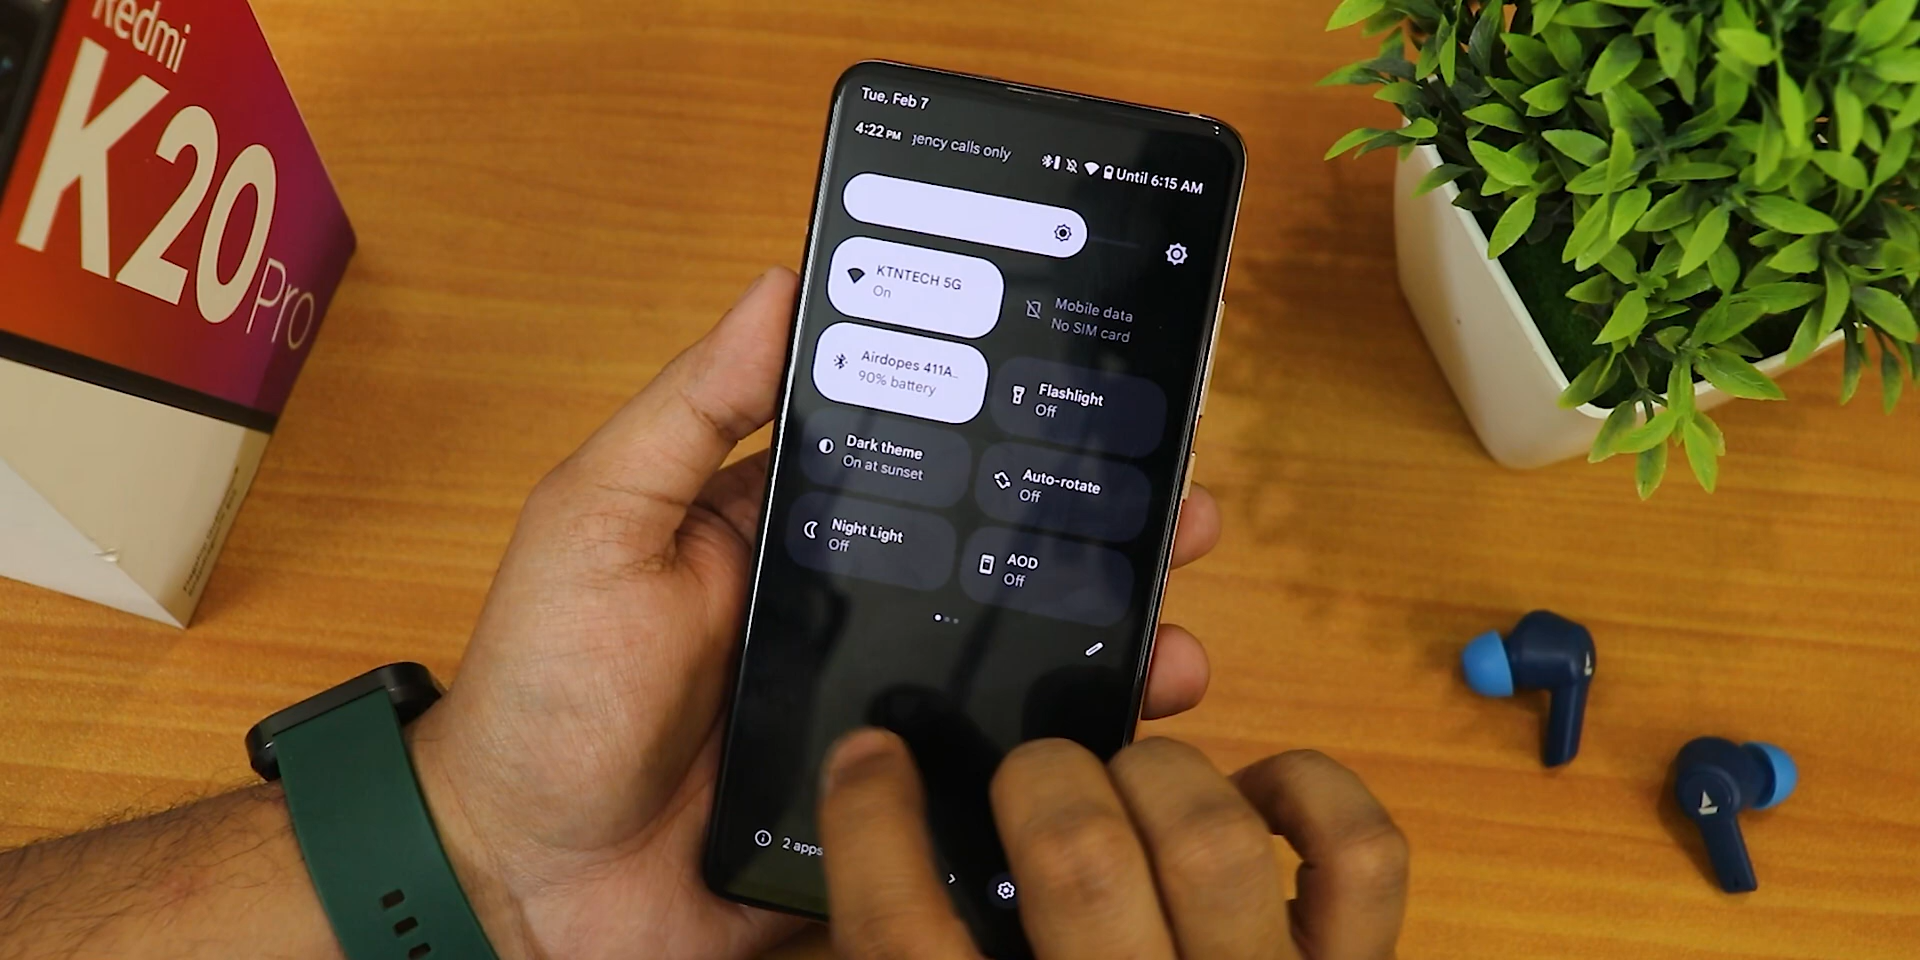 Redmi
K20 Pro
Tue, Feb 7
4:22 PM
gency calls only
Until 6:15 AM
KTNTECH 5G
On
Mobile data
No SIM card
Airdopes 411A...
90% battery
Flashlight
Off
Dark theme
On at sunset
Auto-rotate
Off
Night Light
Off
AOD
Off
2 apps